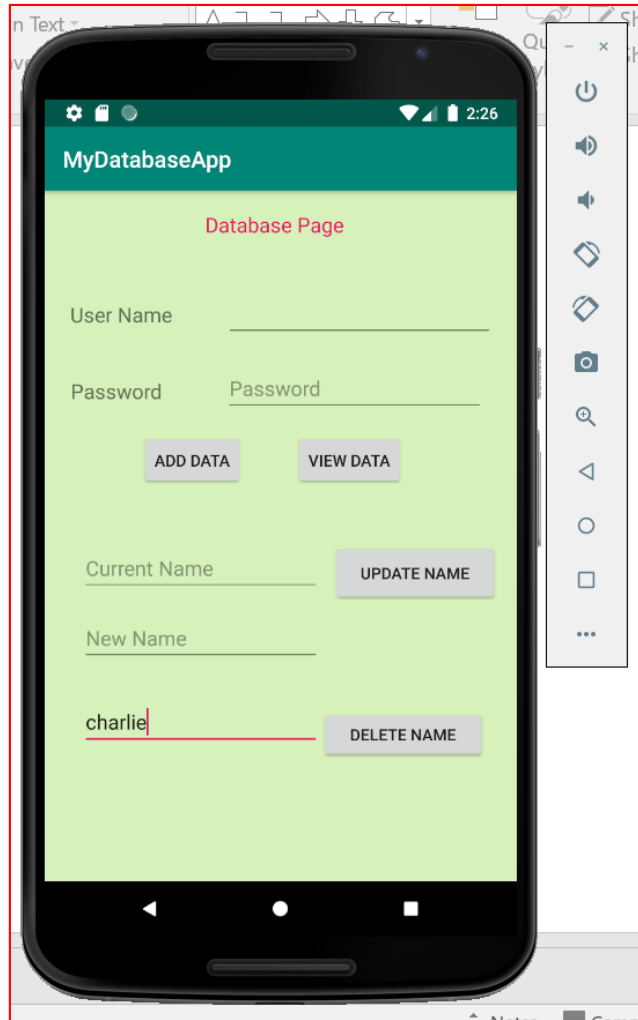 n Text
2:26
MyDatabaseApp
Database Page
User Name
Password Password
ADD DATA VIEW DATA
Current Name UPDATE NAME
New Name
charlie DELETE NAME